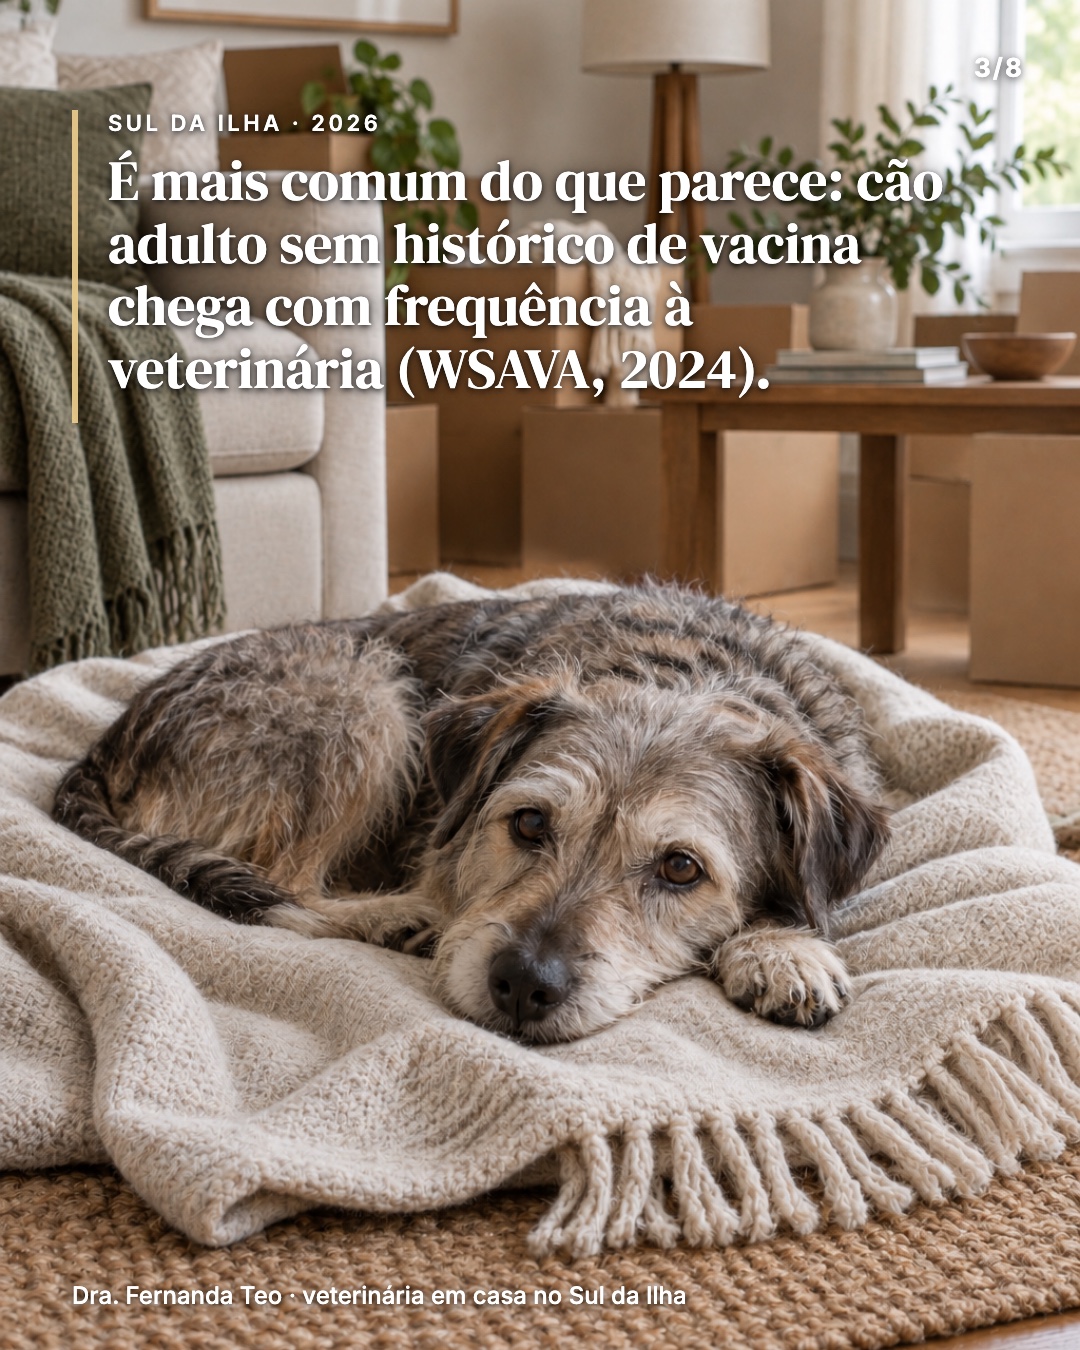 3/8
SUL DA ILHA · 2026
É mais comum do que parece: cão
adulto sem histórico de vacina
chega com frequência à
veterinária (WSAVA, 2024).
Dra. Fernanda Teo · veterinária em casa no Sul da Ilha